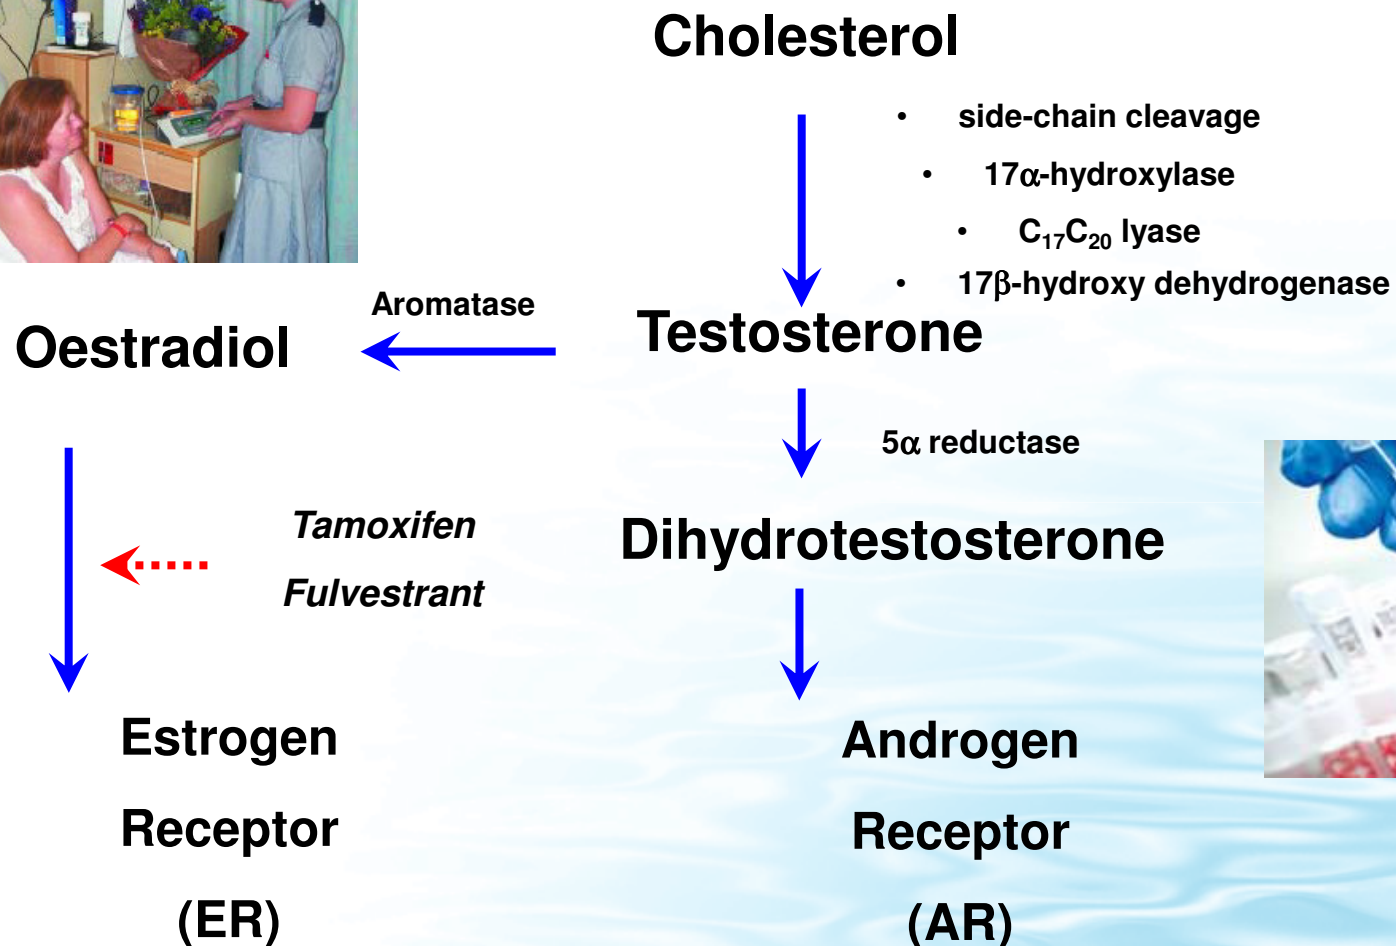 Cholesterol
• side-chain cleavage
• 17α-hydroxylase
• C₁₇C₂₀ lyase
• 17β-hydroxy dehydrogenase
Aromatase
Oestradiol
Testosterone
5α reductase
Tamoxifen
Fulvestrant
Dihydrotestosterone
Estrogen
Receptor
(ER)
Androgen
Receptor
(AR)